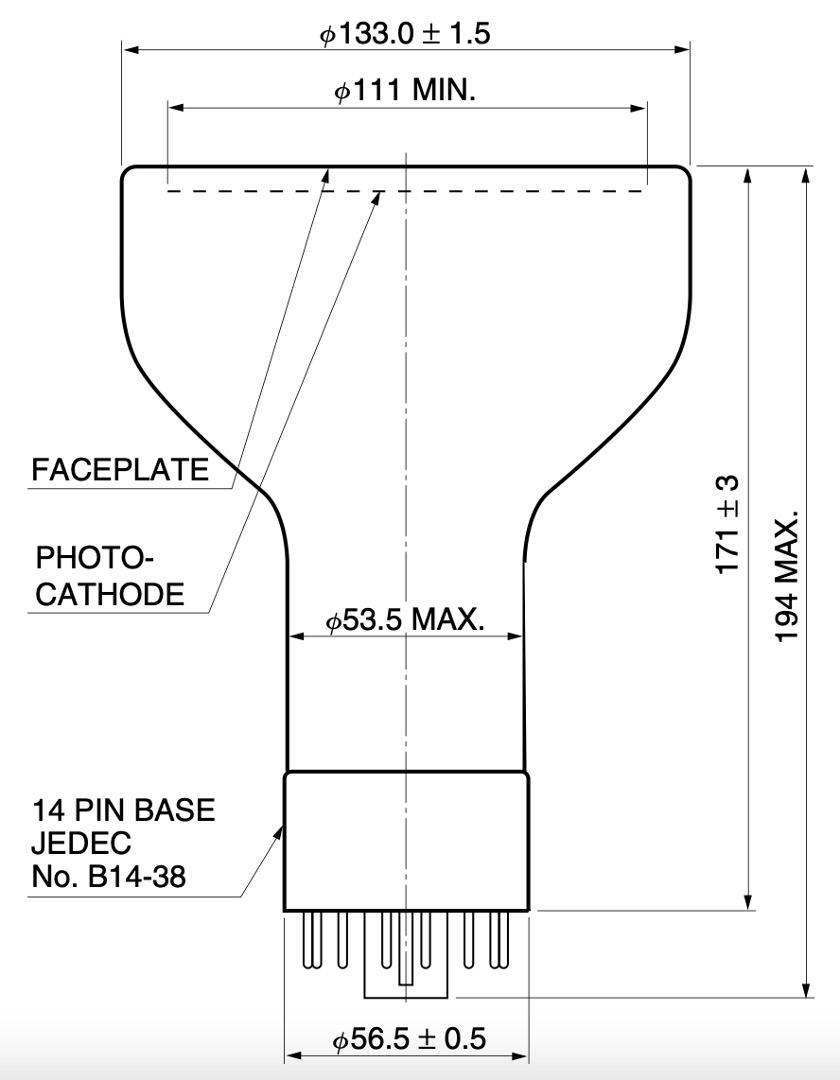 ϕ133.0 ± 1.5
ϕ111 MIN.
FACEPLATE
PHOTO-
CATHODE
ϕ53.5 MAX.
171 ± 3
194 MAX.
14 PIN BASE
JEDEC
No. B14-38
ϕ56.5 ± 0.5